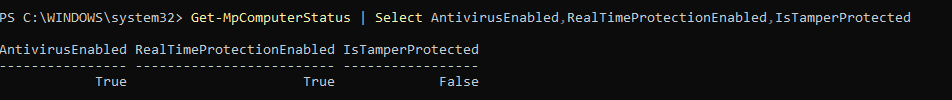 PS C:\WINDOWS\system32> Get-MpComputerStatus | Select AntivirusEnabled,RealTimeProtectionEnabled,IsTamperProtected
AntivirusEnabled RealTimeProtectionEnabled IsTamperProtected
---------------- ------------------------- -----------------
True True False